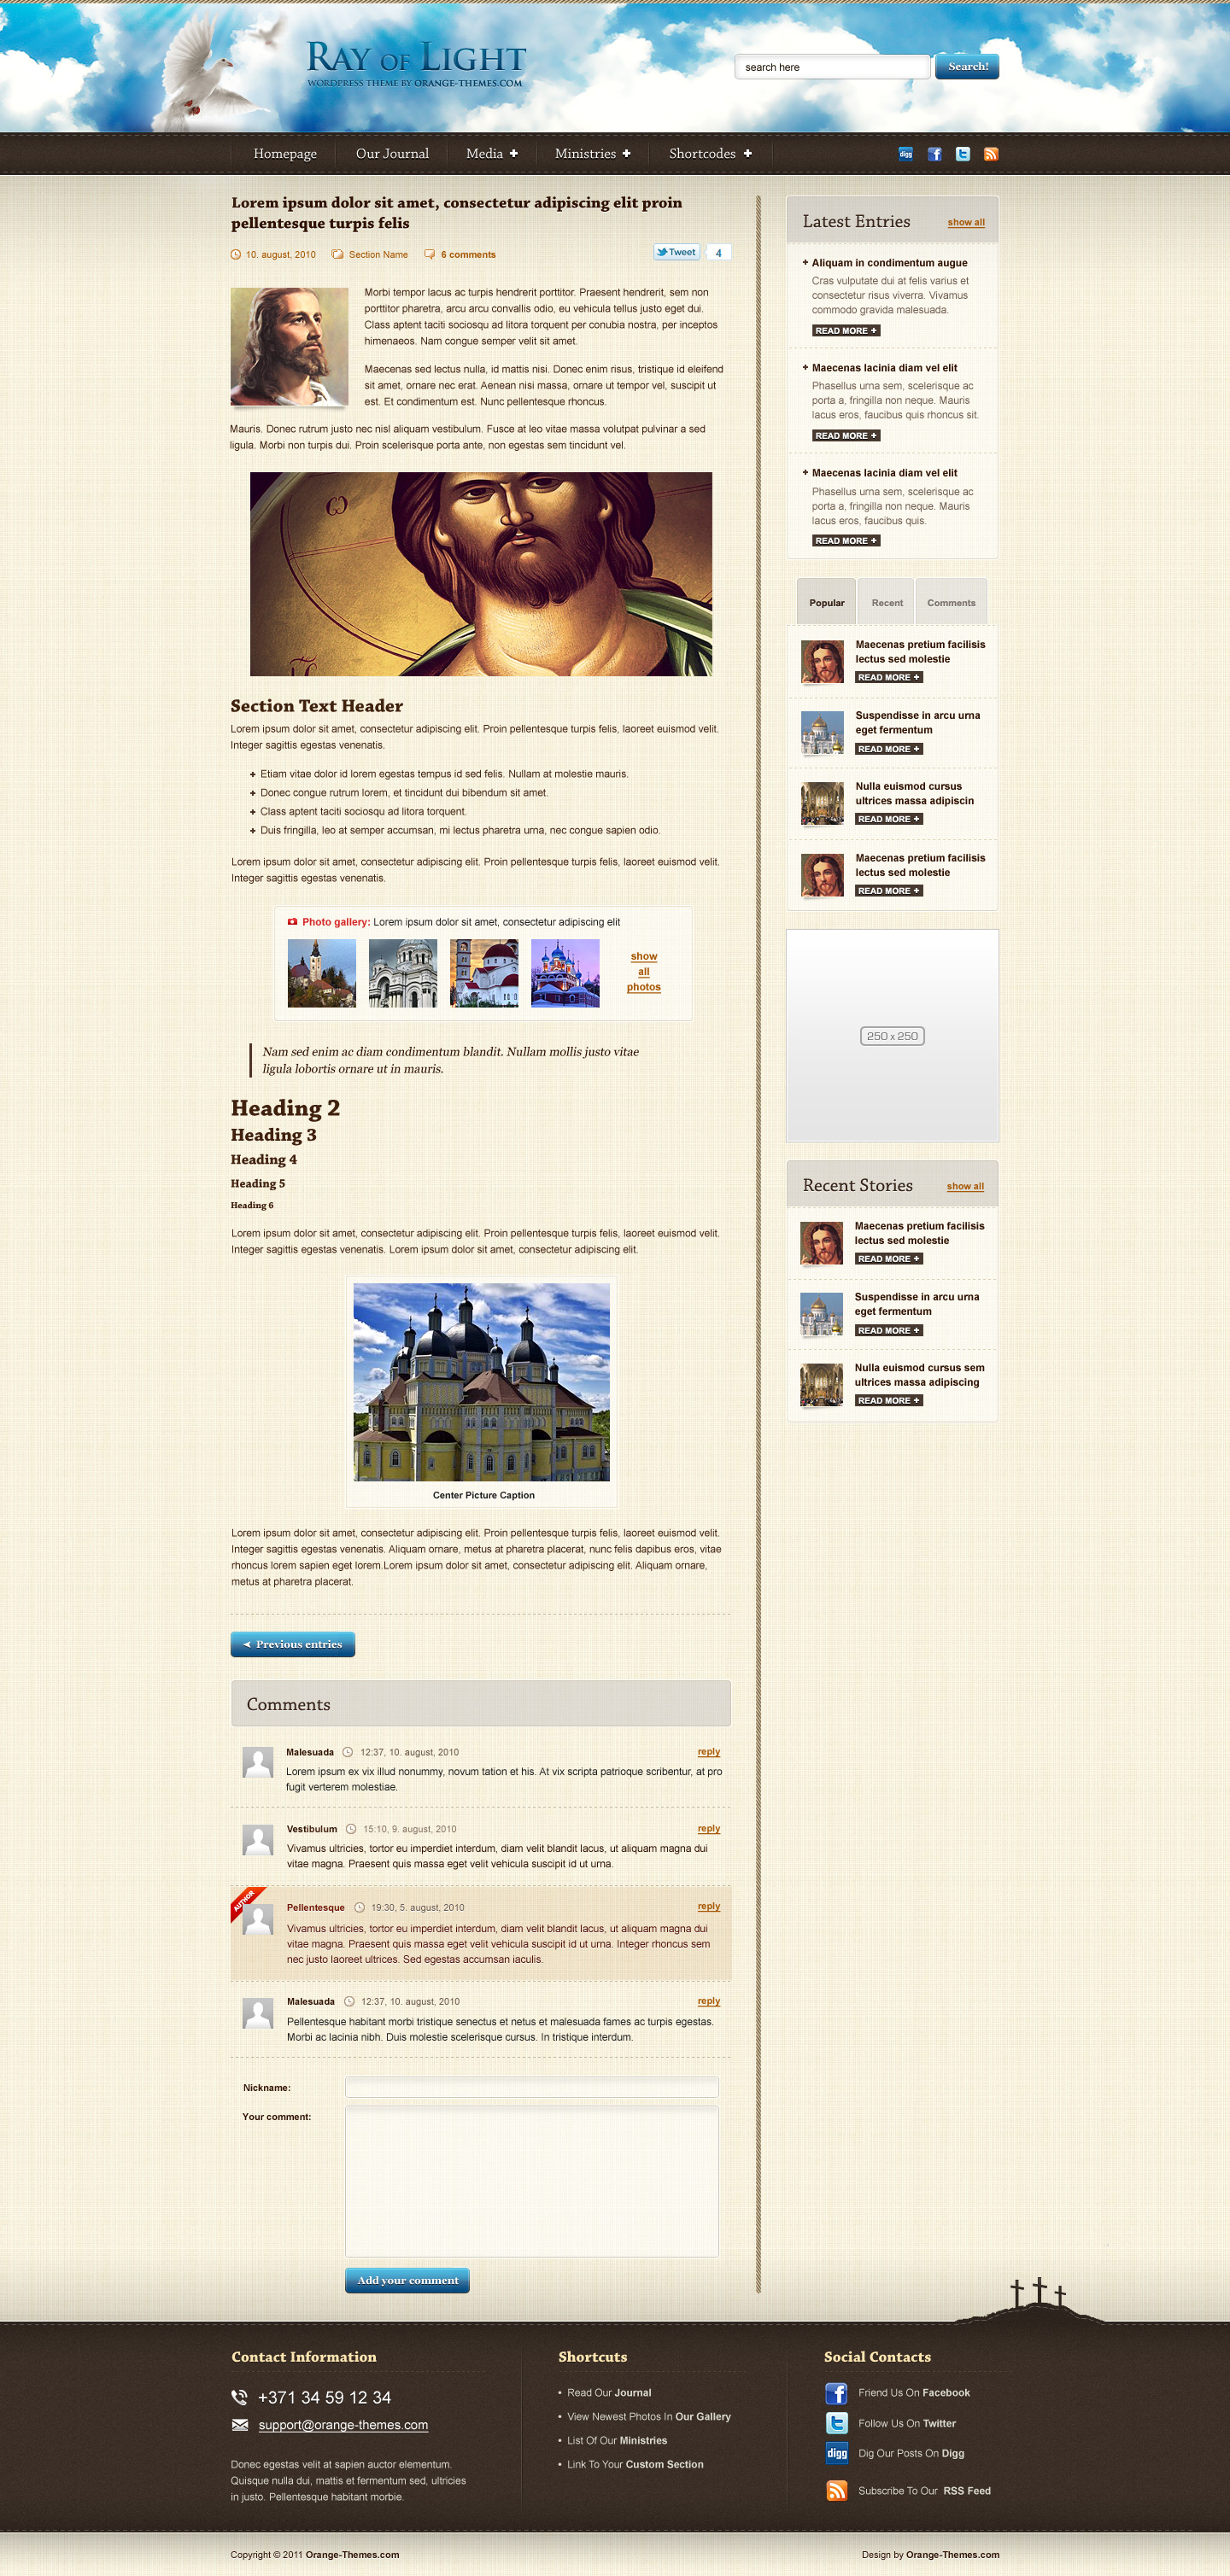 RAY OF LIGHT
WORDPRESS THEME BY ORANGE-THEMES.COM
search here
Search!
Homepage
Our Journal
Media +
Ministries +
Shortcodes +
digg
Lorem ipsum dolor sit amet, consectetur adipiscing elit proin
pellentesque turpis felis
10. august, 2010
Section Name
6 comments
Tweet
4
Morbi tempor lacus ac turpis hendrerit porttitor. Praesent hendrerit, sem non
porttitor pharetra, arcu arcu convallis odio, eu vehicula tellus justo eget dui.
Class aptent taciti sociosqu ad litora torquent per conubia nostra, per inceptos
himenaeos. Nam congue semper velit sit amet.
Maecenas sed lectus nulla, id mattis nisi. Donec enim risus, tristique id eleifend
sit amet, ornare nec erat. Aenean nisi massa, ornare ut tempor vel, suscipit ut
est. Et condimentum est. Nunc pellentesque rhoncus.
Mauris. Donec rutrum justo nec nisl aliquam vestibulum. Fusce at leo vitae massa volutpat pulvinar a sed
ligula. Morbi non turpis dui. Proin scelerisque porta ante, non egestas sem tincidunt vel.
Section Text Header
Lorem ipsum dolor sit amet, consectetur adipiscing elit. Proin pellentesque turpis felis, laoreet euismod velit.
Integer sagittis egestas venenatis.
+ Etiam vitae dolor id lorem egestas tempus id sed felis. Nullam at molestie mauris.
+ Donec congue rutrum lorem, et tincidunt dui bibendum sit amet.
+ Class aptent taciti sociosqu ad litora torquent.
+ Duis fringilla, leo at semper accumsan, mi lectus pharetra urna, nec congue sapien odio.
Lorem ipsum dolor sit amet, consectetur adipiscing elit. Proin pellentesque turpis felis, laoreet euismod velit.
Integer sagittis egestas venenatis.
Photo gallery: Lorem ipsum dolor sit amet, consectetur adipiscing elit
show
all
photos
Nam sed enim ac diam condimentum blandit. Nullam mollis justo vitae
ligula lobortis ornare ut in mauris.
Heading 2
Heading 3
Heading 4
Heading 5
Heading 6
Lorem ipsum dolor sit amet, consectetur adipiscing elit. Proin pellentesque turpis felis, laoreet euismod velit.
Integer sagittis egestas venenatis. Lorem ipsum dolor sit amet, consectetur adipiscing elit.
Center Picture Caption
Lorem ipsum dolor sit amet, consectetur adipiscing elit. Proin pellentesque turpis felis, laoreet euismod velit.
Integer sagittis egestas venenatis. Aliquam ornare, metus at pharetra placerat, nunc felis dapibus eros, vitae
rhoncus lorem sapien eget lorem.Lorem ipsum dolor sit amet, consectetur adipiscing elit. Aliquam ornare,
metus at pharetra placerat.
Previous entries
Comments
Malesuada 12:37, 10. august, 2010
reply
Lorem ipsum ex vix illud nonummy, novum tation et his. At vix scripta patrioque scribentur, at pro
fugit verterem molestiae.
Vestibulum 15:10, 9. august, 2010
reply
Vivamus ultricies, tortor eu imperdiet interdum, diam velit blandit lacus, ut aliquam magna dui
vitae magna. Praesent quis massa eget velit vehicula suscipit id ut urna.
AUTHOR
Pellentesque 19:30, 5. august, 2010
reply
Vivamus ultricies, tortor eu imperdiet interdum, diam velit blandit lacus, ut aliquam magna dui
vitae magna. Praesent quis massa eget velit vehicula suscipit id ut urna. Integer rhoncus sem
nec justo laoreet ultrices. Sed egestas accumsan iaculis.
Malesuada 12:37, 10. august, 2010
reply
Pellentesque habitant morbi tristique senectus et netus et malesuada fames ac turpis egestas.
Morbi ac lacinia nibh. Duis molestie scelerisque cursus. In tristique interdum.
Nickname:
Your comment:
Add your comment
Latest Entries
show all
+ Aliquam in condimentum augue
Cras vulputate dui at felis varius et
consectetur risus viverra. Vivamus
commodo gravida malesuada.
READ MORE +
+ Maecenas lacinia diam vel elit
Phasellus urna sem, scelerisque ac
porta a, fringilla non neque. Mauris
lacus eros, faucibus quis rhoncus sit.
READ MORE +
+ Maecenas lacinia diam vel elit
Phasellus urna sem, scelerisque ac
porta a, fringilla non neque. Mauris
lacus eros, faucibus quis.
READ MORE +
Popular
Recent
Comments
Maecenas pretium facilisis
lectus sed molestie
READ MORE +
Suspendisse in arcu urna
eget fermentum
READ MORE +
Nulla euismod cursus
ultrices massa adipiscin
READ MORE +
Maecenas pretium facilisis
lectus sed molestie
READ MORE +
250 x 250
Recent Stories
show all
Maecenas pretium facilisis
lectus sed molestie
READ MORE +
Suspendisse in arcu urna
eget fermentum
READ MORE +
Nulla euismod cursus sem
ultrices massa adipiscing
READ MORE +
Contact Information
+371 34 59 12 34
support@orange-themes.com
Donec egestas velit at sapien auctor elementum.
Quisque nulla dui, mattis et fermentum sed, ultricies
in justo. Pellentesque habitant morbie.
Shortcuts
• Read Our Journal
• View Newest Photos In Our Gallery
• List Of Our Ministries
• Link To Your Custom Section
Social Contacts
Friend Us On Facebook
Follow Us On Twitter
digg
Dig Our Posts On Digg
Subscribe To Our RSS Feed
Copyright © 2011 Orange-Themes.com
Design by Orange-Themes.com